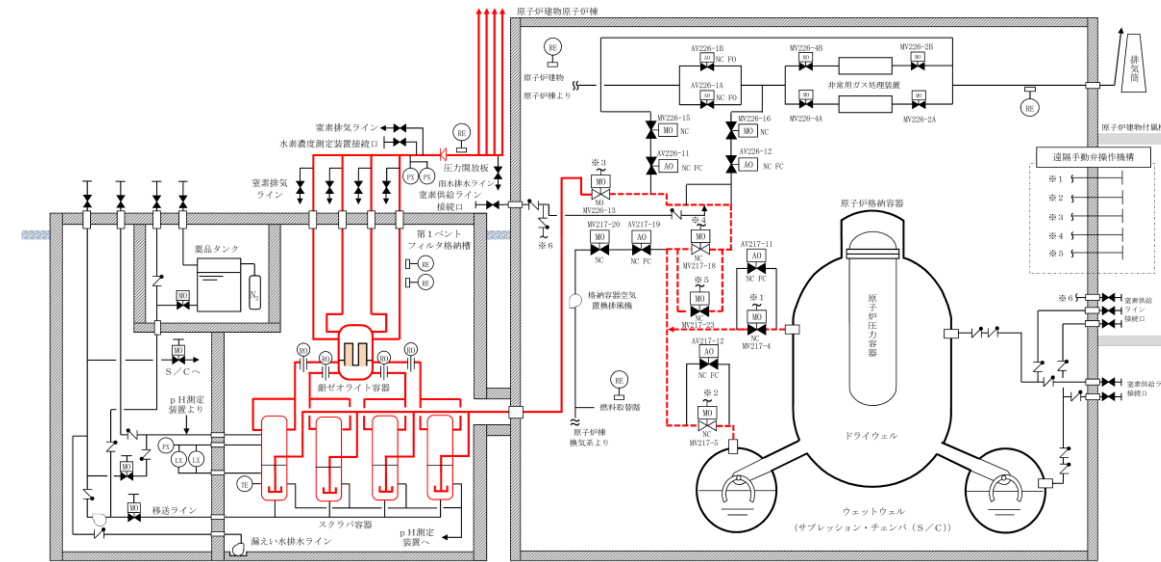 原子炉建物原子炉棟
RE
原子炉建物
原子炉棟より
AV226-1B
AO
NC FO
AV226-1A
AO
NC FO
MV226-4B
MO
MV226-2B
MO
非常用ガス処理装置
MO
MV226-4A
MO
MV226-2A
RE
排気筒
MV226-15
MO
NC
MV226-16
MO
NC
AV226-11
AO
NC FC
AV226-12
AO
NC FC
原子炉建物付属棟
遠隔手動弁操作機構
※1
※2
※3
※4
※5
窒素排気ライン
水素濃度測定装置接続口
RE
圧力開放板
PX
PX
雨水排水ライン
窒素排気
ライン
窒素供給ライン
接続口
※6
※3
MO
NO
MV226-13
MV217-20
MO
NC
AV217-19
AO
NC FC
※4
MO
NC
MV217-18
※5
MO
NC
MV217-23
AV217-11
AO
NC FC
※1
MO
NC
MV217-4
AV217-12
AO
NC FC
※2
MO
NC
MV217-5
格納容器空気
置換排風機
RE
燃料取替階
原子炉棟
換気系より
原子炉格納容器
原子炉圧力容器
ドライウェル
ウェットウェル
(サプレッション・チェンバ(S/C))
※6
窒素供給
ライン
接続口
窒素供給ライン
接続口
第1ベント
フィルタ格納槽
RE
RE
薬品タンク
N2
MO
MO
S/Cへ
pH測定
装置より
RO
RO
RO
RO
銀ゼオライト容器
PX
LX
LX
MO
TE
MO
移送ライン
スクラバ容器
pH測定
装置へ
漏えい水排水ライン